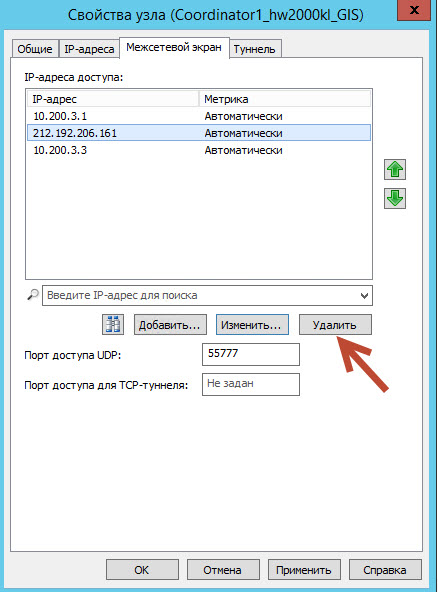 Свойства узла (Coordinator1_hw2000kl_GIS)
x
Общие IP-адреса Межсетевой экран Туннель
IP-адреса доступа:
IP-адрес Метрика
10.200.3.1 Автоматически
212.192.206.161 Автоматически
10.200.3.3 Автоматически
Введите IP-адрес для поиска
Добавить... Изменить... Удалить
Порт доступа UDP: 55777
Порт доступа для TCP-туннеля: Не задан
OK Отмена Применить Справка